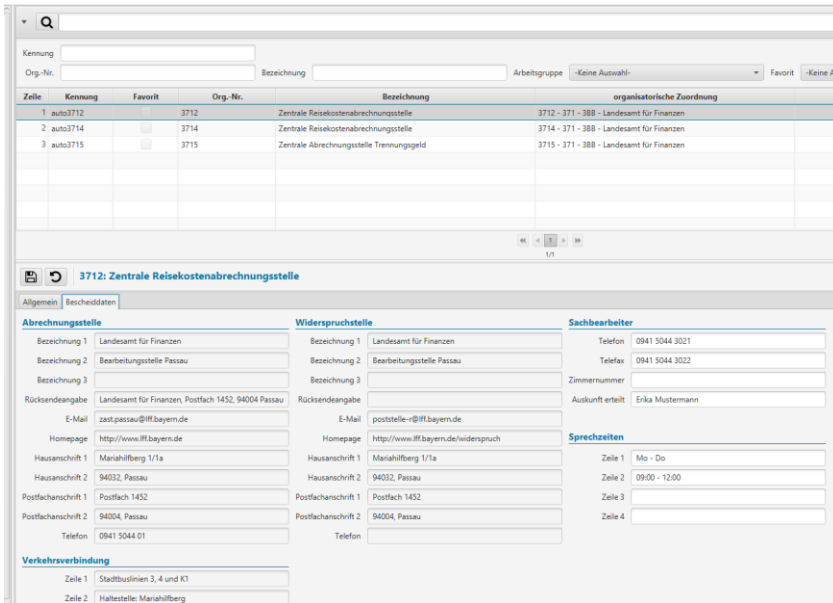 Kennung
Org.-Nr. Bezeichnung Arbeitsgruppe -Keine Auswahl- Favorit -Keine A
Zeile Kennung Favorit Org.-Nr. Bezeichnung organisatorische Zuordnung
1 auto3712 3712 Zentrale Reisekostenabrechnungsstelle 3712 - 371 - 38B - Landesamt für Finanzen
2 auto3714 3714 Zentrale Reisekostenabrechnungsstelle 3714 - 371 - 38B - Landesamt für Finanzen
3 auto3715 3715 Zentrale Abrechnungsstelle Trennungsgeld 3715 - 371 - 38B - Landesamt für Finanzen
1
1/1
3712: Zentrale Reisekostenabrechnungsstelle
Allgemein Bescheiddaten
Abrechnungsstelle Widerspruchstelle Sachbearbeiter
Bezeichnung 1 Landesamt für Finanzen Bezeichnung 1 Landesamt für Finanzen Telefon 0941 5044 3021
Bezeichnung 2 Bearbeitungsstelle Passau Bezeichnung 2 Bearbeitungsstelle Passau Telefax 0941 5044 3022
Bezeichnung 3 Bezeichnung 3 Zimmernummer
Rücksendeangabe Landesamt für Finanzen, Postfach 1452, 94004 Passau Rücksendeangabe Auskunft erteilt Erika Mustermann
E-Mail zast.passau@lff.bayern.de E-Mail poststelle-r@lff.bayern.de
Homepage http://www.lff.bayern.de Homepage http://www.lff.bayern.de/widerspruch Sprechzeiten
Hausanschrift 1 Mariahilfberg 1/1a Hausanschrift 1 Mariahilfberg 1/1a Zeile 1 Mo - Do
Hausanschrift 2 94032, Passau Hausanschrift 2 94032, Passau Zeile 2 09:00 - 12:00
Postfachanschrift 1 Postfach 1452 Postfachanschrift 1 Postfach 1452 Zeile 3
Postfachanschrift 2 94004, Passau Postfachanschrift 2 94004, Passau Zeile 4
Telefon 0941 5044 01 Telefon
Verkehrsverbindung
Zeile 1 Stadtbuslinien 3, 4 und K1
Zeile 2 Haltestelle: Mariahilfberg